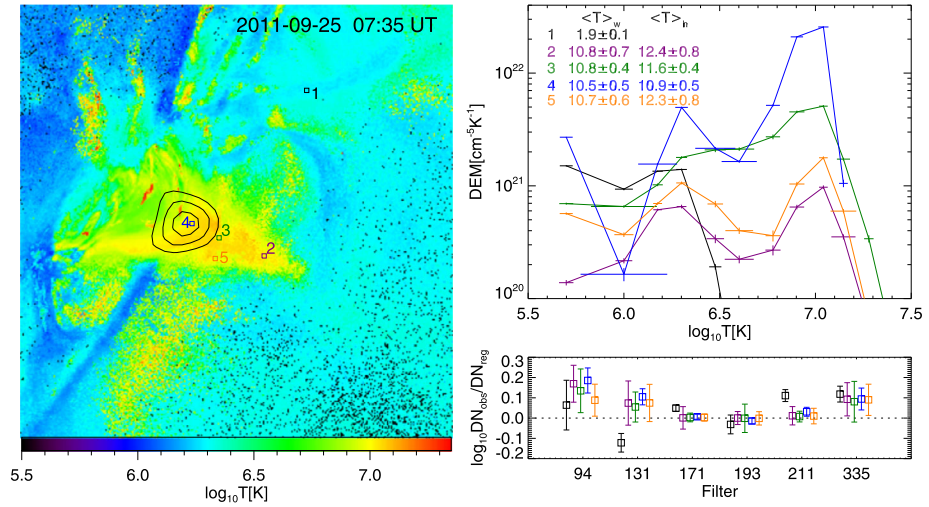 2011-09-25 07:35 UT
1
2
3
4
5
5.5 6.0 6.5 7.0
log10T[K]
<T>w <T>h
1 1.9±0.1
2 10.8±0.7 12.4±0.8
3 10.8±0.4 11.6±0.4
4 10.5±0.5 10.9±0.5
5 10.7±0.6 12.3±0.8
DEM[cm-5K-1]
10^22
10^21
10^20
5.5 6.0 6.5 7.0 7.5
log10T[K]
log10DNobs/DNreg
0.3
0.2
0.1
0.0
-0.1
-0.2
94 131 171 193 211 335
Filter